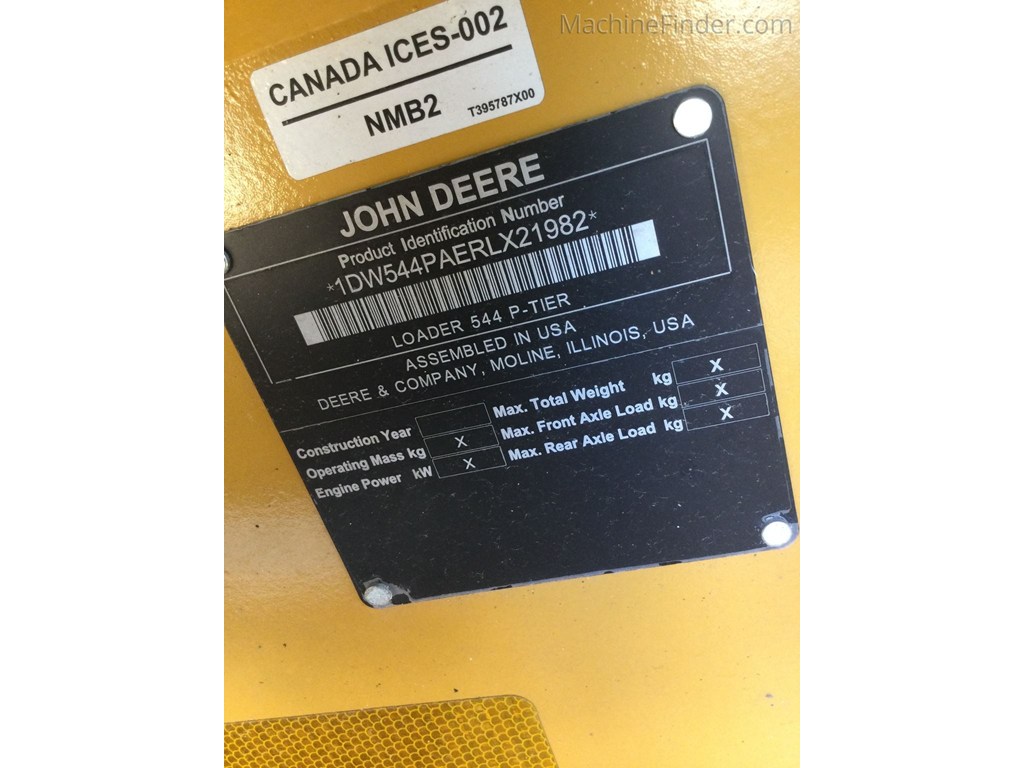 MachineFinder.com
CANADA ICES-002
NMB2 T395787X00
JOHN DEERE
Product Identification Number
*1DW544PAERLX21982*
LOADER 544 P-TIER
ASSEMBLED IN USA
DEERE & COMPANY, MOLINE, ILLINOIS, USA
Construction Year
Operating Mass kg X
Engine Power kW X
Max. Total Weight kg X
Max. Front Axle Load kg X
Max. Rear Axle Load kg X